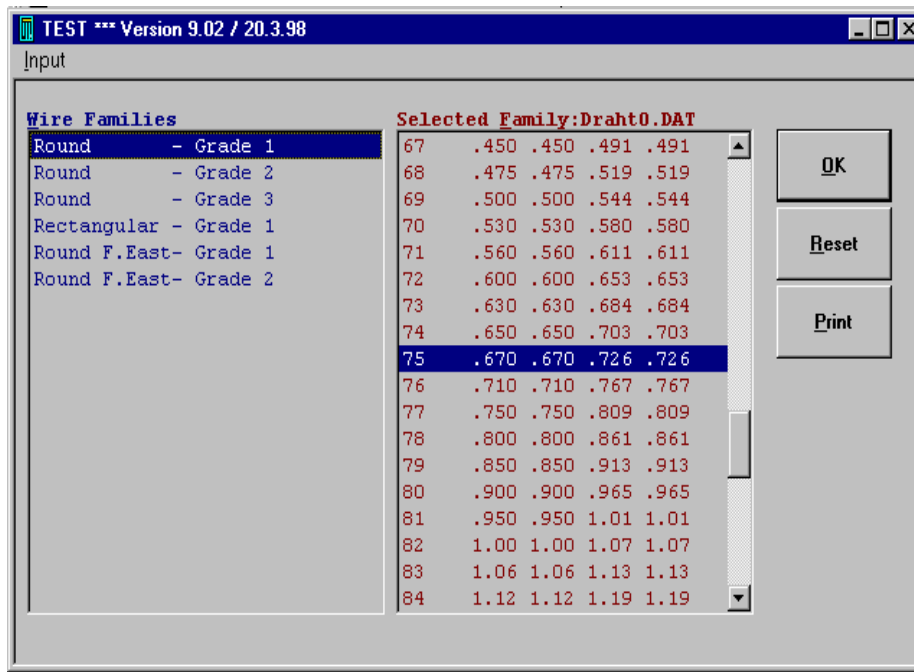 TEST *** Version 9.02 / 20.3.98
Input
Wire Families
Round - Grade 1
Round - Grade 2
Round - Grade 3
Rectangular - Grade 1
Round F.East- Grade 1
Round F.East- Grade 2
Selected Family:Draht0.DAT
67 .450 .450 .491 .491
68 .475 .475 .519 .519
69 .500 .500 .544 .544
70 .530 .530 .580 .580
71 .560 .560 .611 .611
72 .600 .600 .653 .653
73 .630 .630 .684 .684
74 .650 .650 .703 .703
75 .670 .670 .726 .726
76 .710 .710 .767 .767
77 .750 .750 .809 .809
78 .800 .800 .861 .861
79 .850 .850 .913 .913
80 .900 .900 .965 .965
81 .950 .950 1.01 1.01
82 1.00 1.00 1.07 1.07
83 1.06 1.06 1.13 1.13
84 1.12 1.12 1.19 1.19
OK
Reset
Print